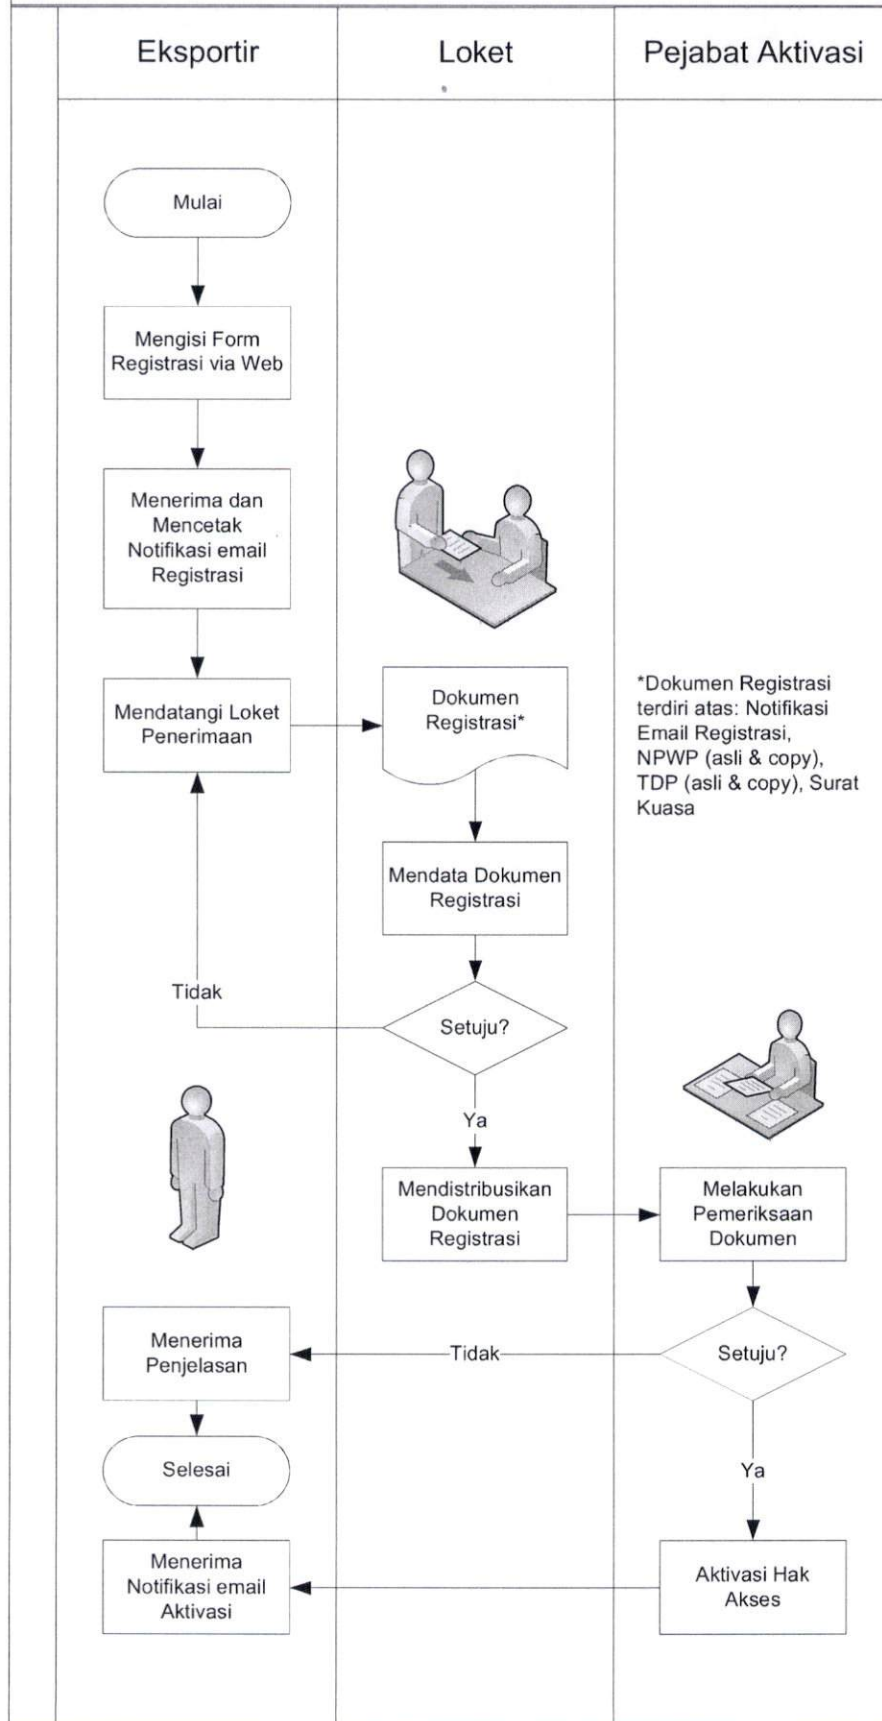 Eksportir
Loket
Pejabat Aktivasi
Mulai
Mengisi Form
Registrasi via Web
Menerima dan
Mencetak
Notifikasi email
Registrasi
Mendatangi Loket
Penerimaan
Dokumen
Registrasi*
*Dokumen Registrasi
terdiri atas: Notifikasi
Email Registrasi,
NPWP (asli & copy),
TDP (asli & copy), Surat
Kuasa
Mendata Dokumen
Registrasi
Tidak
Setuju?
Ya
Mendistribusikan
Dokumen
Registrasi
Melakukan
Pemeriksaan
Dokumen
Menerima
Penjelasan
Tidak
Setuju?
Selesai
Ya
Menerima
Notifikasi email
Aktivasi
Aktivasi Hak
Akses